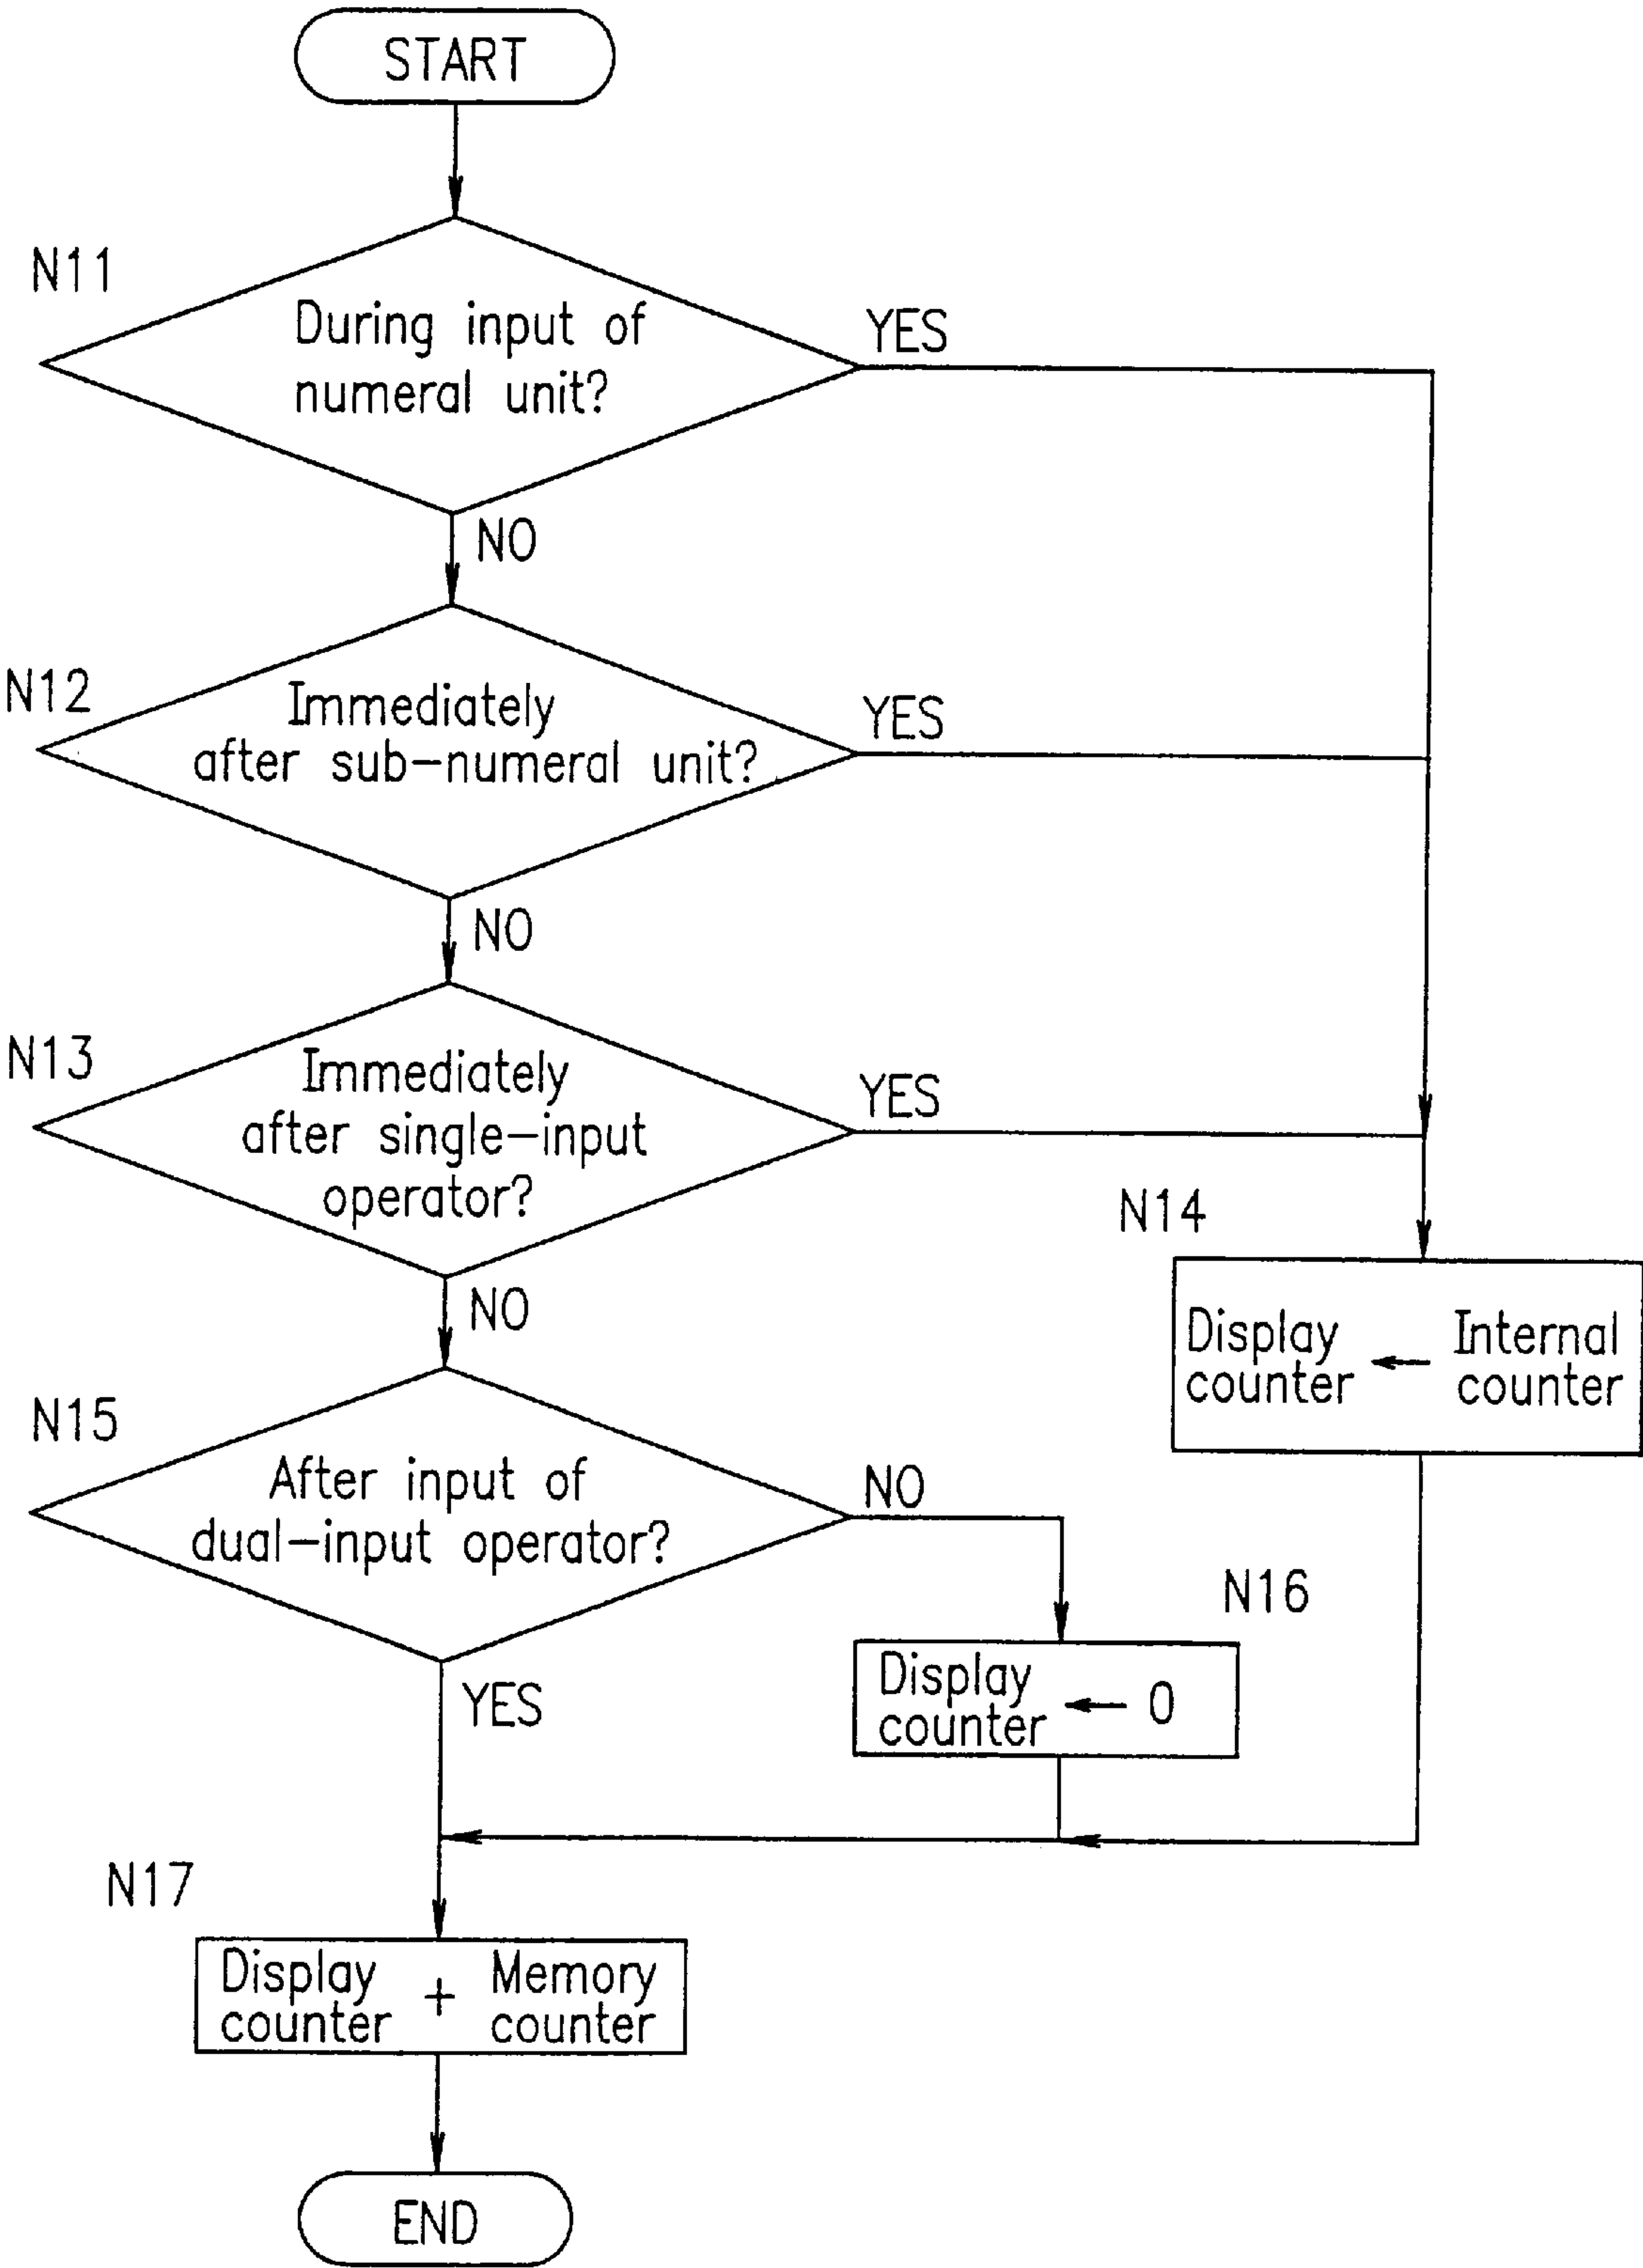 START
N11
During input of
numeral unit?
YES
NO
N12
Immediately
after sub-numeral unit?
YES
NO
N13
Immediately
after single-input
operator?
YES
NO
N14
Display
counter
←
Internal
counter
N15
After input of
dual-input operator?
NO
YES
N16
Display
counter
← 0
N17
Display
counter
+
Memory
counter
END